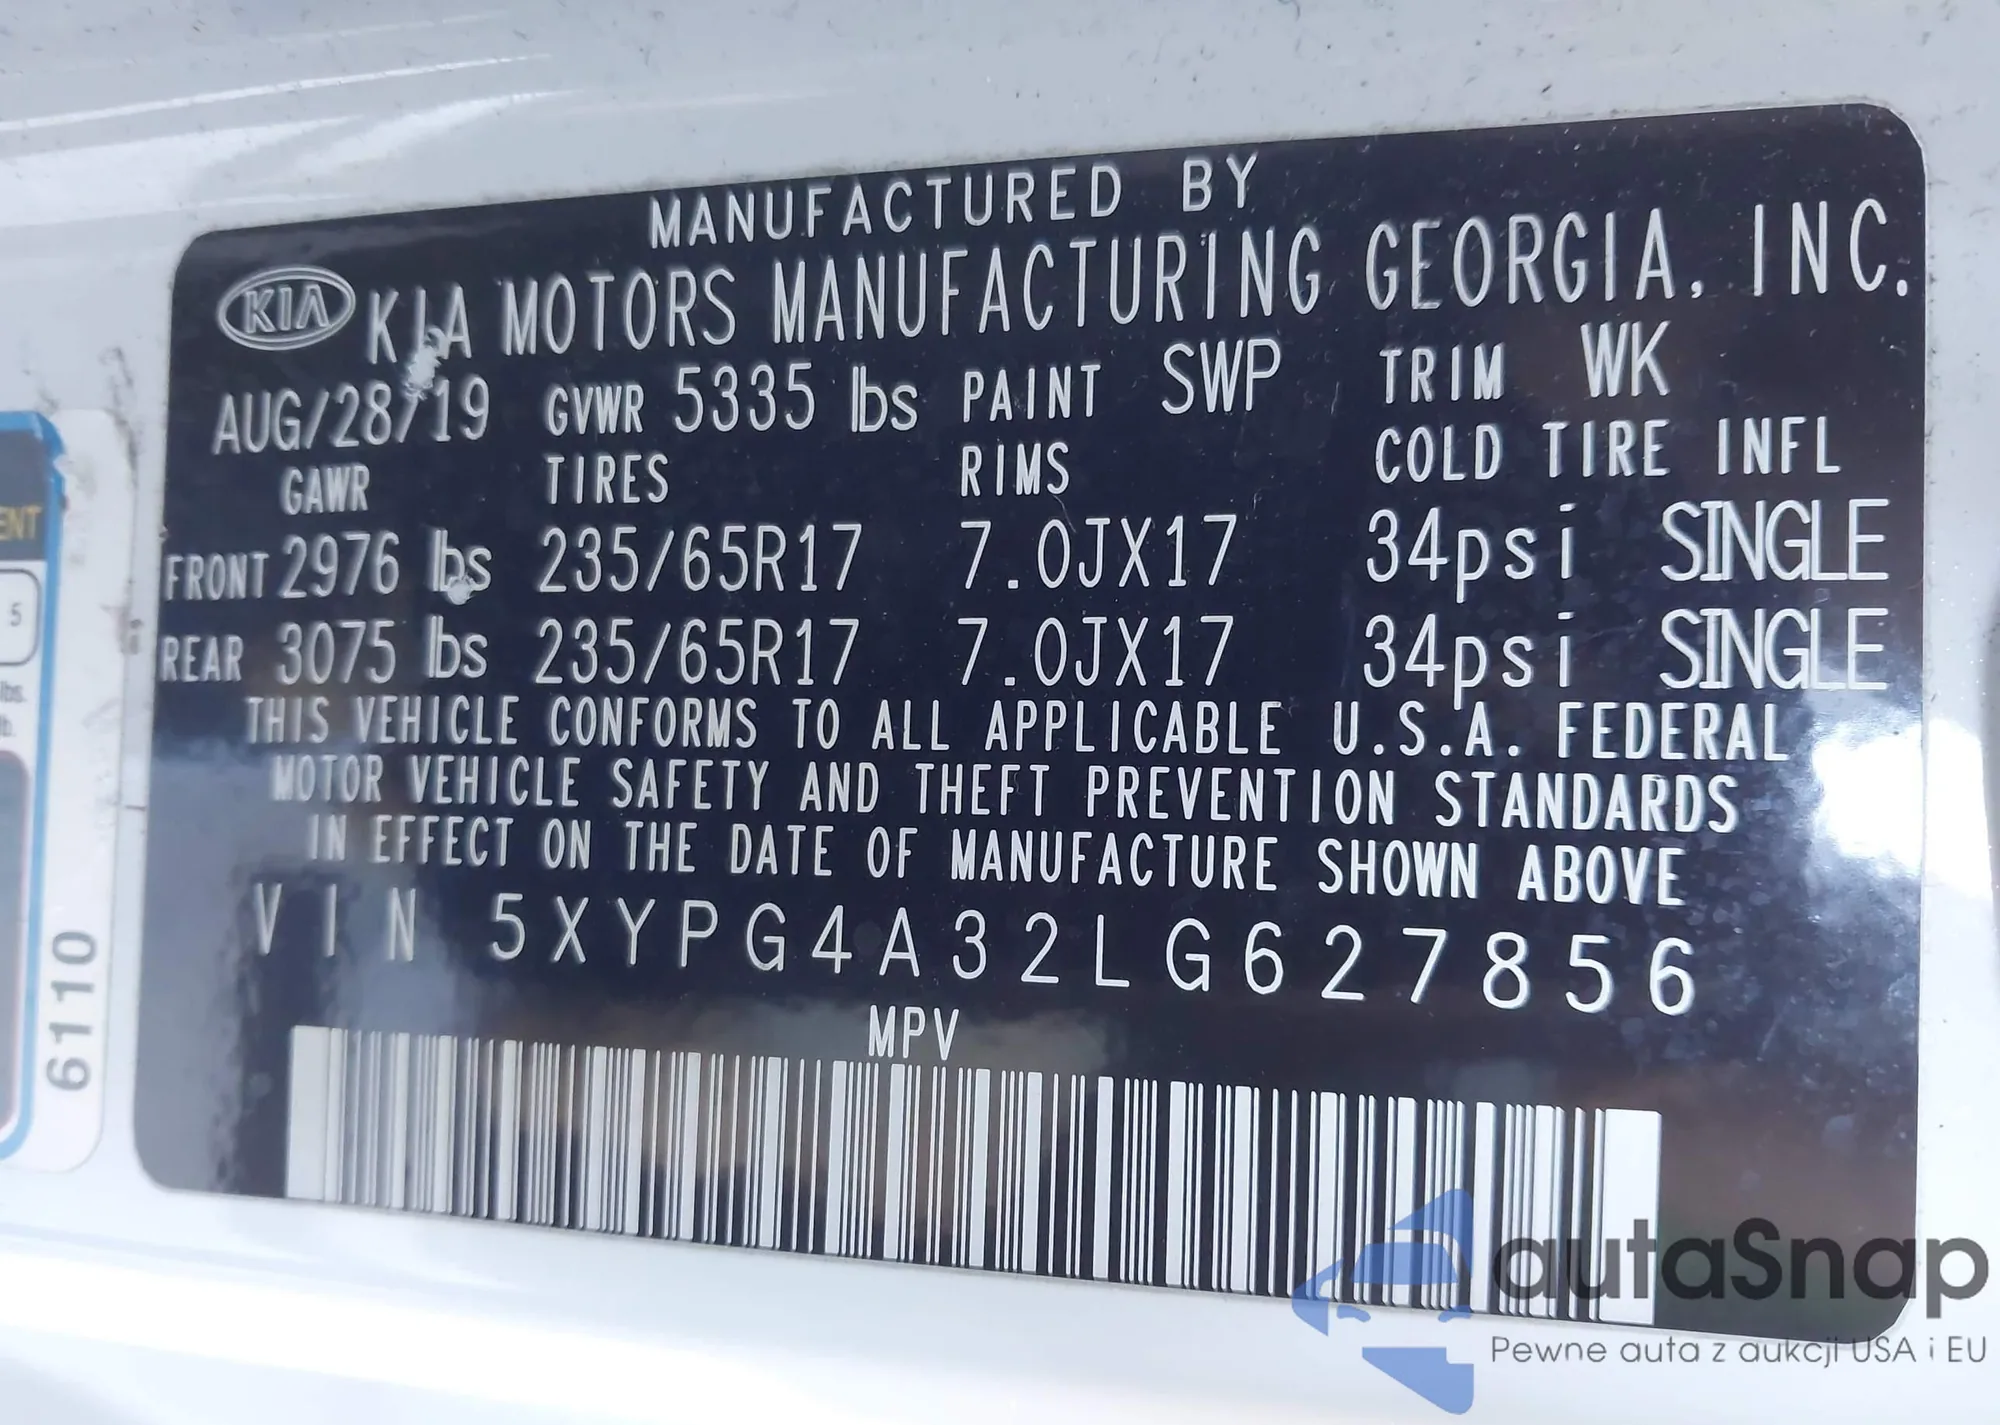 MANUFACTURED BY
KIA KIA MOTORS MANUFACTURING GEORGIA, INC.
AUG/28/19 GVWR 5335 lbs PAINT SWP TRIM WK
GAWR TIRES RIMS COLD TIRE INFL
FRONT 2976 lbs 235/65R17 7.0JX17 34psi SINGLE
REAR 3075 lbs 235/65R17 7.0JX17 34psi SINGLE
THIS VEHICLE CONFORMS TO ALL APPLICABLE U.S.A. FEDERAL
MOTOR VEHICLE SAFETY AND THEFT PREVENTION STANDARDS
IN EFFECT ON THE DATE OF MANUFACTURE SHOWN ABOVE
VIN 5XYPG4A32LG627856
MPV
5
lbs.
6110
autaSnap
Pewne auta z aukcji USA i EU